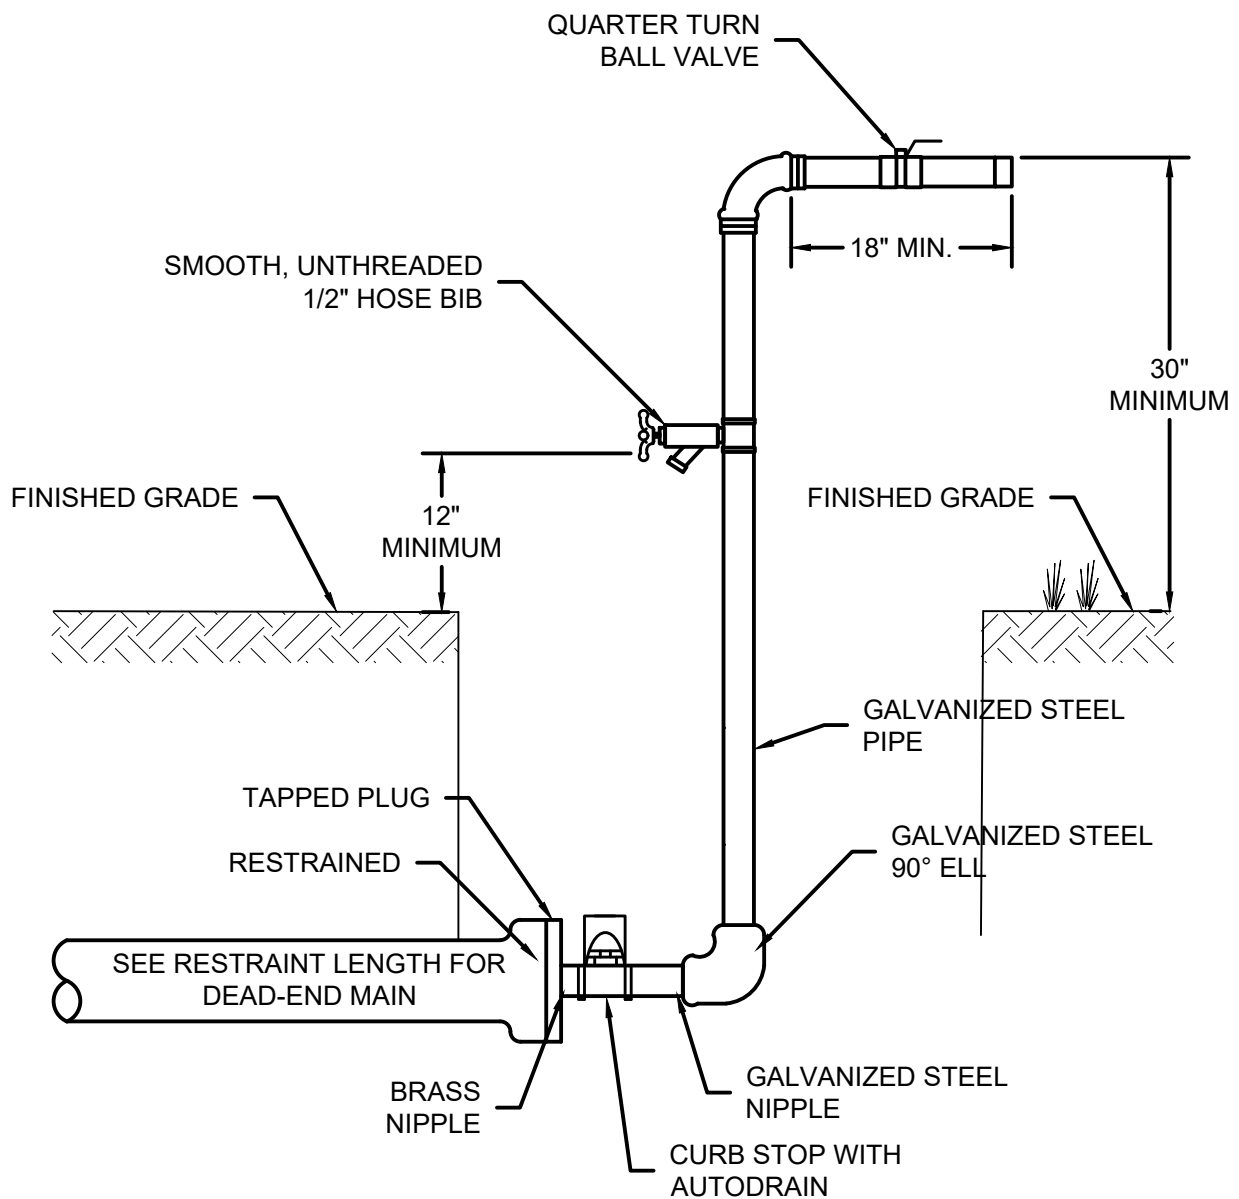 QUARTER TURN
BALL VALVE
18" MIN.
SMOOTH, UNTHREADED
1/2" HOSE BIB
30"
MINIMUM
FINISHED GRADE
12"
MINIMUM
FINISHED GRADE
GALVANIZED STEEL
PIPE
TAPPED PLUG
RESTRAINED
GALVANIZED STEEL
90° ELL
SEE RESTRAINT LENGTH FOR
DEAD-END MAIN
BRASS
NIPPLE
GALVANIZED STEEL
NIPPLE
CURB STOP WITH
AUTODRAIN